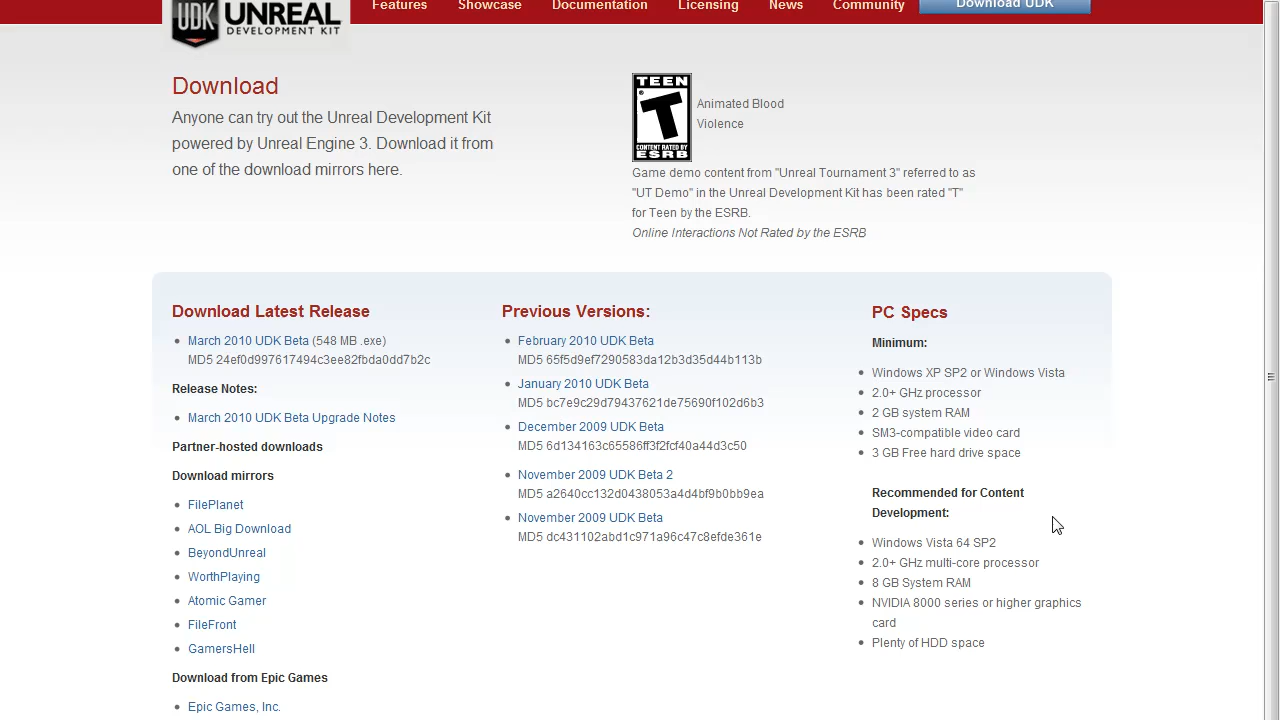 UDK UNREAL
DEVELOPMENT KIT
Features Showcase Documentation Licensing News Community Download UDK
Download
Anyone can try out the Unreal Development Kit
powered by Unreal Engine 3. Download it from
one of the download mirrors here.
TEEN
T
CONTENT RATED BY
ESRB
Animated Blood
Violence
Game demo content from "Unreal Tournament 3" referred to as
"UT Demo" in the Unreal Development Kit has been rated "T"
for Teen by the ESRB.
Online Interactions Not Rated by the ESRB
Download Latest Release
March 2010 UDK Beta (548 MB .exe)
MD5 24ef0d997617494c3ee82fbda0dd7b2c
Release Notes:
March 2010 UDK Beta Upgrade Notes
Partner-hosted downloads
Download mirrors
FilePlanet
AOL Big Download
BeyondUnreal
WorthPlaying
Atomic Gamer
FileFront
GamersHell
Download from Epic Games
Epic Games, Inc.
Previous Versions:
February 2010 UDK Beta
MD5 65f5d9ef7290583da12b3d35d44b113b
January 2010 UDK Beta
MD5 bc7e9c29d79437621de75690f102d6b3
December 2009 UDK Beta
MD5 6d134163c65586ff3f2fcf40a44d3c50
November 2009 UDK Beta 2
MD5 a2640cc132d0438053a4d4bf9b0bb9ea
November 2009 UDK Beta
MD5 dc431102abd1c971a96c47c8efde361e
PC Specs
Minimum:
Windows XP SP2 or Windows Vista
2.0+ GHz processor
2 GB system RAM
SM3-compatible video card
3 GB Free hard drive space
Recommended for Content
Development:
Windows Vista 64 SP2
2.0+ GHz multi-core processor
8 GB System RAM
NVIDIA 8000 series or higher graphics
card
Plenty of HDD space